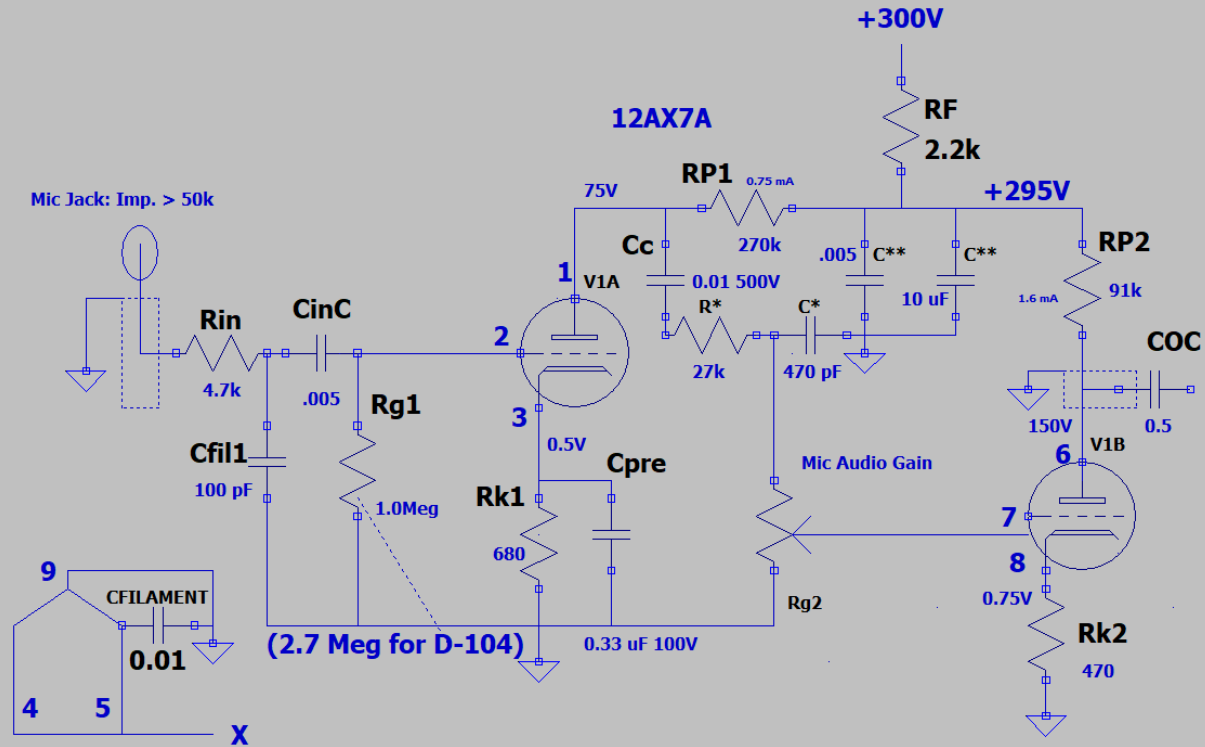 +300V
RF
2.2k
12AX7A
RP1
0.75 mA
270k
75V
+295V
Mic Jack: Imp. > 50k
Cc
0.01 500V
.005
C**
C**
10 uF
RP2
1.6 mA
91k
1
V1A
R*
27k
C*
470 pF
Rin
4.7k
CinC
.005
2
3
COC
0.5
150V
V1B
6
Rg1
1.0Meg
Cfil1
100 pF
0.5V
Cpre
Rk1
680
Mic Audio Gain
7
8
9
CFILAMENT
0.01
(2.7 Meg for D-104)
0.33 uF 100V
Rg2
0.75V
Rk2
470
4
5
X